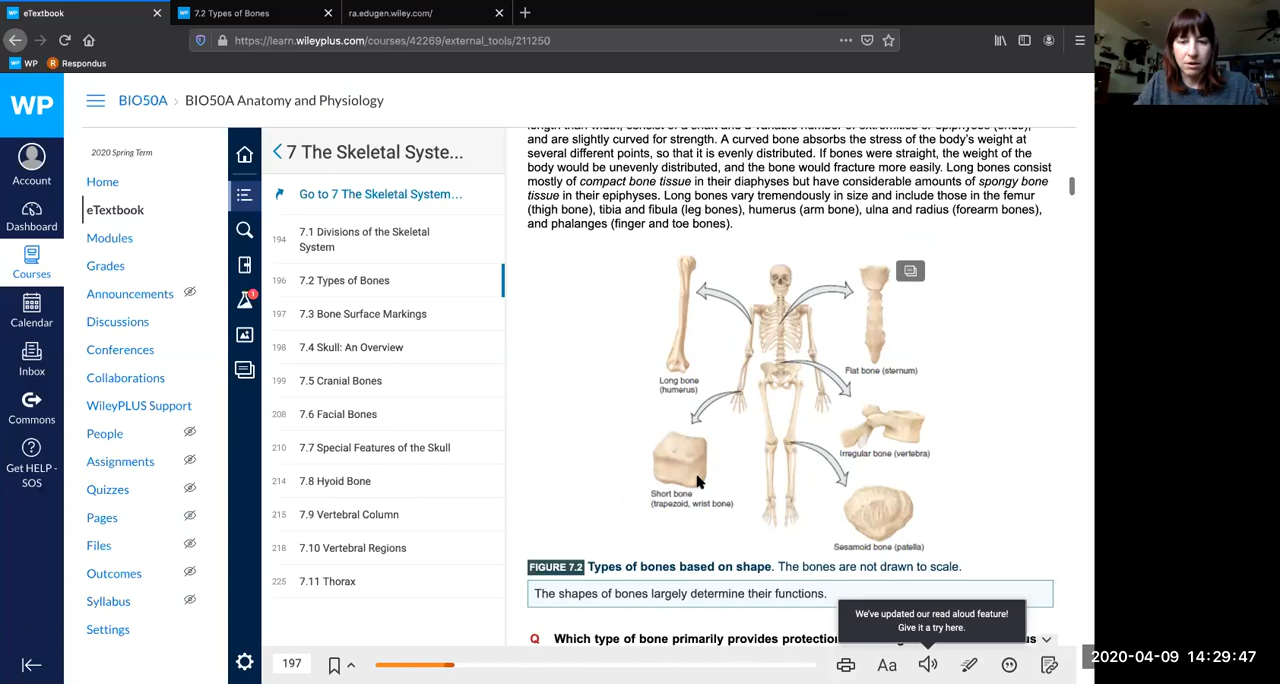 eTextbook
WP 7.2 Types of Bones
ra.edugen.wiley.com/
https://learn.wileyplus.com/courses/42269/external_tools/211250
WP WP
R Respondus
WP
BIO50A > BIO50A Anatomy and Physiology
Account
Dashboard
Courses
Calendar
Inbox
Commons
Get HELP -
SOS
2020 Spring Term
Home
eTextbook
Modules
Grades
Announcements
Discussions
Conferences
Collaborations
WileyPLUS Support
People
Assignments
Quizzes
Pages
Files
Outcomes
Syllabus
Settings
1
7 The Skeletal Syste...
Go to 7 The Skeletal System...
194 7.1 Divisions of the Skeletal
System
196 7.2 Types of Bones
197 7.3 Bone Surface Markings
198 7.4 Skull: An Overview
199 7.5 Cranial Bones
208 7.6 Facial Bones
210 7.7 Special Features of the Skull
214 7.8 Hyoid Bone
215 7.9 Vertebral Column
218 7.10 Vertebral Regions
225 7.11 Thorax
and are slightly curved for strength. A curved bone absorbs the stress of the body's weight at
several different points, so that it is evenly distributed. If bones were straight, the weight of the
body would be unevenly distributed, and the bone would fracture more easily. Long bones consist
mostly of compact bone tissue in their diaphyses but have considerable amounts of spongy bone
tissue in their epiphyses. Long bones vary tremendously in size and include those in the femur
(thigh bone), tibia and fibula (leg bones), humerus (arm bone), ulna and radius (forearm bones),
and phalanges (finger and toe bones).
Long bone
(humerus)
Flat bone (sternum)
Irregular bone (vertebra)
Short bone
(trapezoid, wrist bone)
Sesamoid bone (patella)
FIGURE 7.2 Types of bones based on shape. The bones are not drawn to scale.
The shapes of bones largely determine their functions.
We've updated our read aloud feature!
Give it a try here.
Q Which type of bone primarily provides protection
197
Aa
2020-04-09 14:29:47